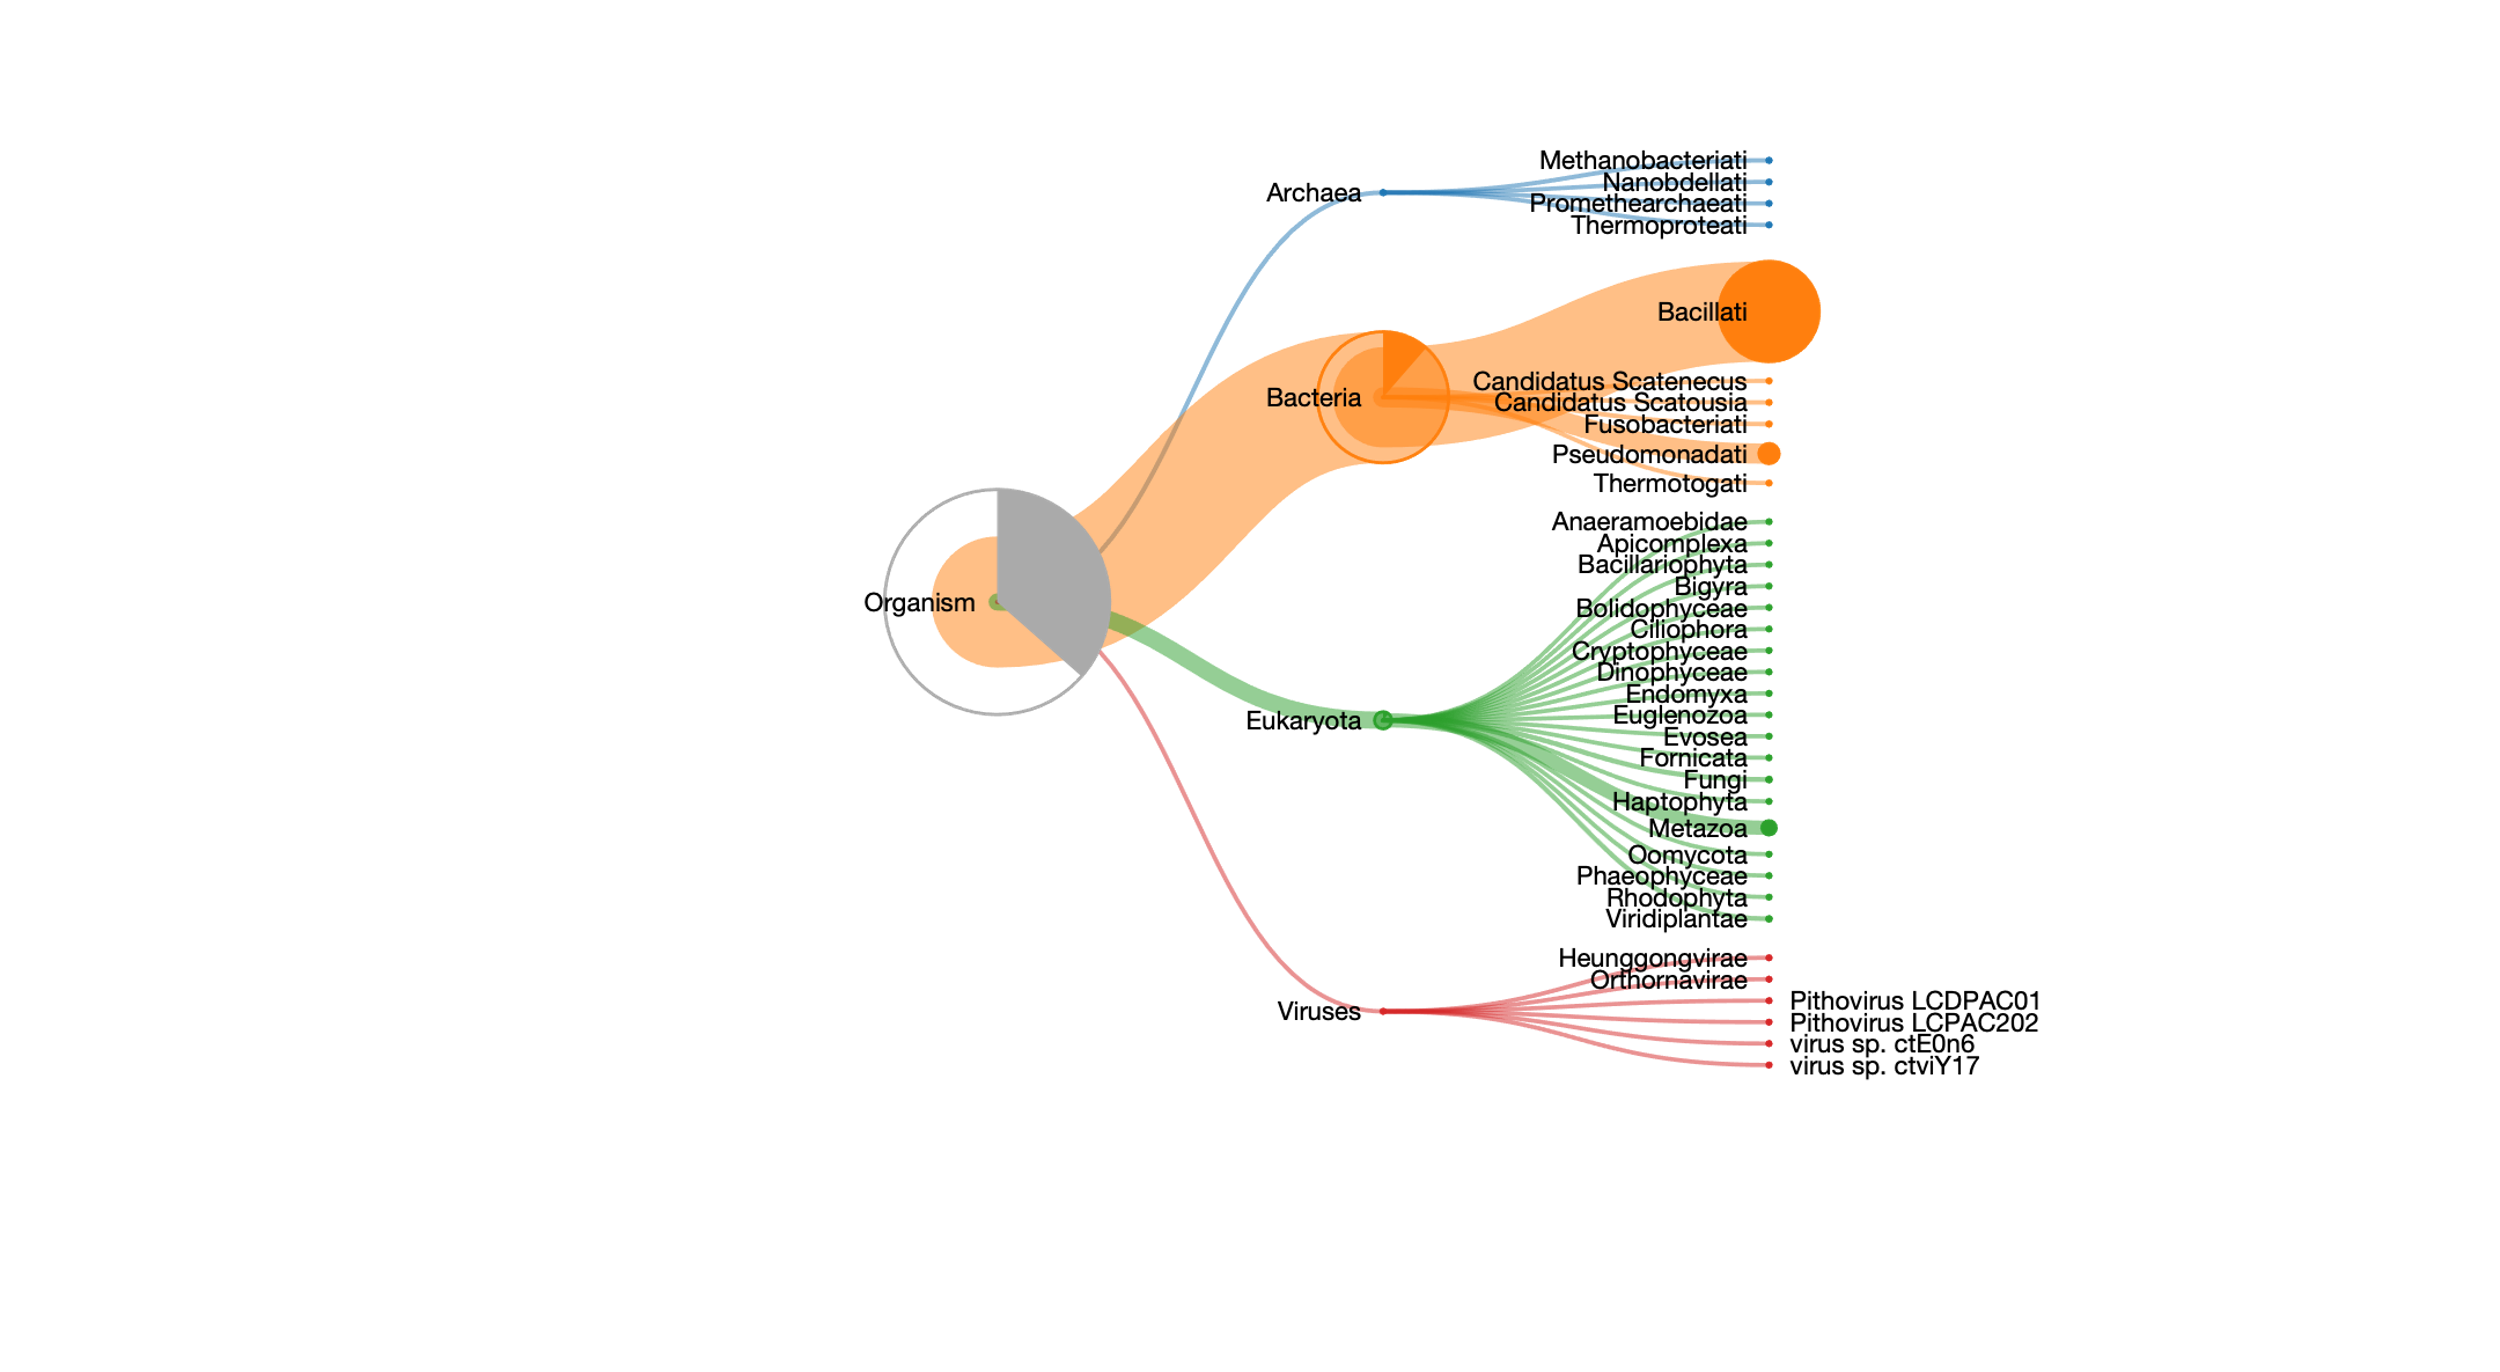 Organism
Archaea
Methanobacteriati
Nanobdellati
Promethearchaeati
Thermoproteati
Bacteria
Bacillati
Candidatus Scatenecus
Candidatus Scatousia
Fusobacteriati
Pseudomonadati
Thermotogati
Eukaryota
Anaeramoebidae
Apicomplexa
Bacillariophyta
Bigyra
Bolidophyceae
Ciliophora
Cryptophyceae
Dinophyceae
Endomyxa
Euglenozoa
Evosea
Fornicata
Fungi
Haptophyta
Metazoa
Oomycota
Phaeophyceae
Rhodophyta
Viridiplantae
Viruses
Heunggongvirae
Orthornavirae
Pithovirus LCDPAC01
Pithovirus LCPAC202
virus sp. ctE0n6
virus sp. ctviY17